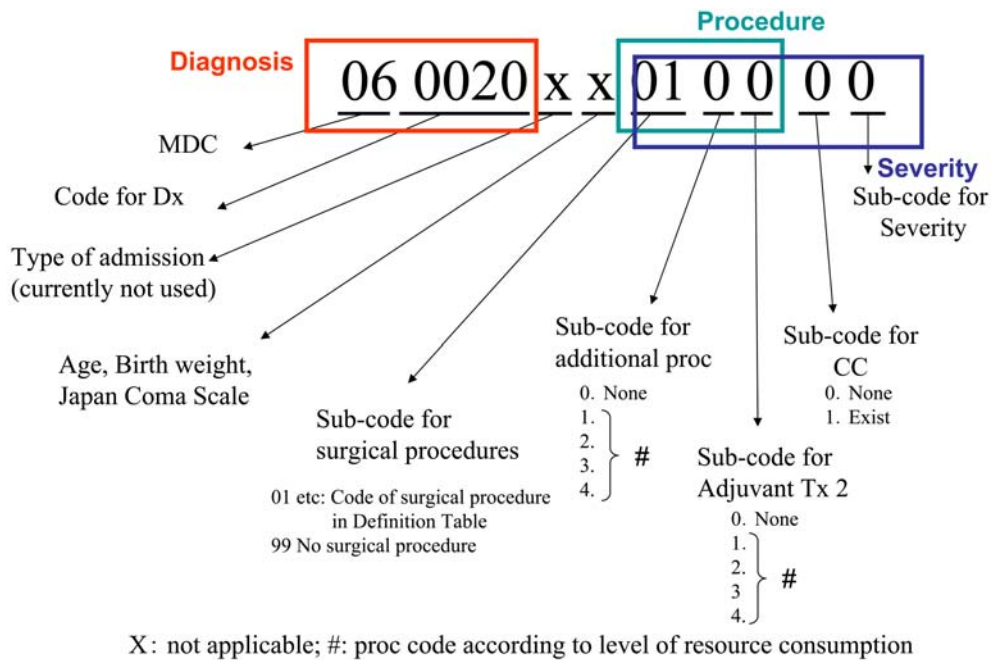 Procedure
Diagnosis
06 0020 x x 01 0 0 0 0
MDC
Severity
Code for Dx
Sub-code for
Severity
Type of admission
(currently not used)
Age, Birth weight,
Japan Coma Scale
Sub-code for
surgical procedures
01 etc: Code of surgical procedure
in Definition Table
99 No surgical procedure
Sub-code for
additional proc
0. None
1.
2.
3.
4.
#
Sub-code for
Adjuvant Tx 2
0. None
1.
2.
3
4.
#
Sub-code for
CC
0. None
1. Exist
X: not applicable; #: proc code according to level of resource consumption